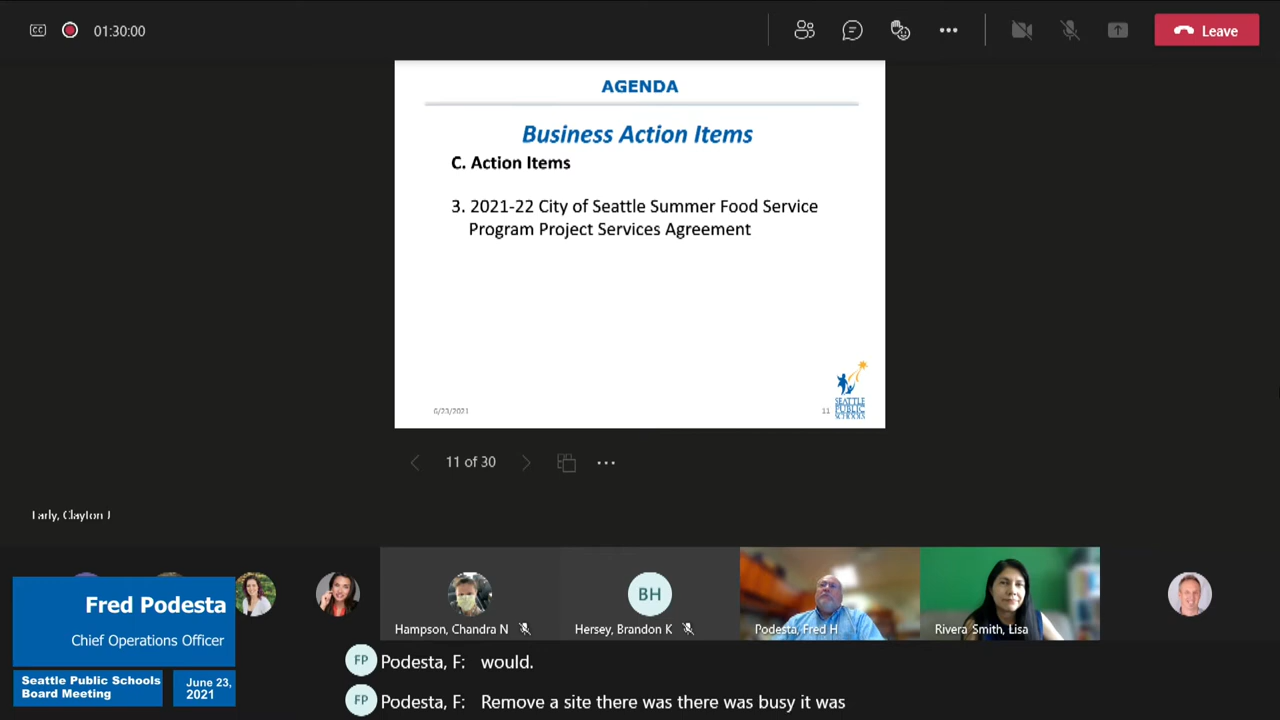 01:30:00
Leave
AGENDA
Business Action Items
C. Action Items
3. 2021-22 City of Seattle Summer Food Service
Program Project Services Agreement
6/23/2021
11
SEATTLE
PUBLIC
SCHOOLS
11 of 30
Clayton J
Hampson, Chandra N
BH
Hersey, Brandon K
Podesta, Fred H
Rivera Smith, Lisa
Fred Podesta
Chief Operations Officer
Seattle Public Schools
Board Meeting
June 23,
2021
FP Podesta, F: would.
FP Podesta, F: Remove a site there was there was busy it was